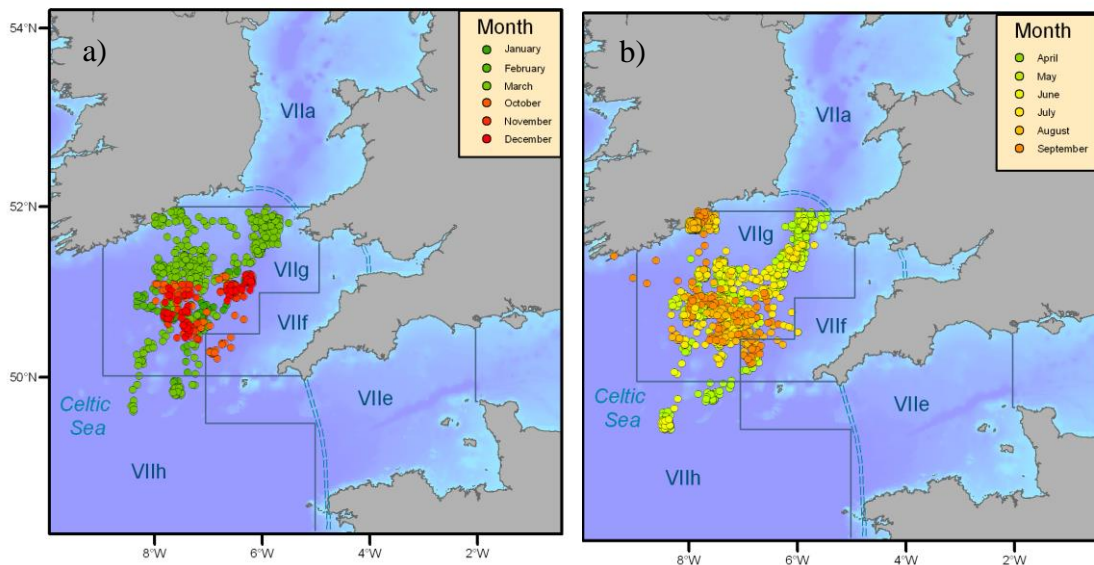 a)
Month
January
February
March
October
November
December
54°N
52°N
50°N
VIIa
VIIg
VIIf
VIIe
VIIh
Celtic
Sea
8°W
6°W
4°W
2°W
b)
Month
April
May
June
July
August
September
VIIa
VIIg
VIIf
VIIe
VIIh
Celtic
Sea
8°W
6°W
4°W
2°W